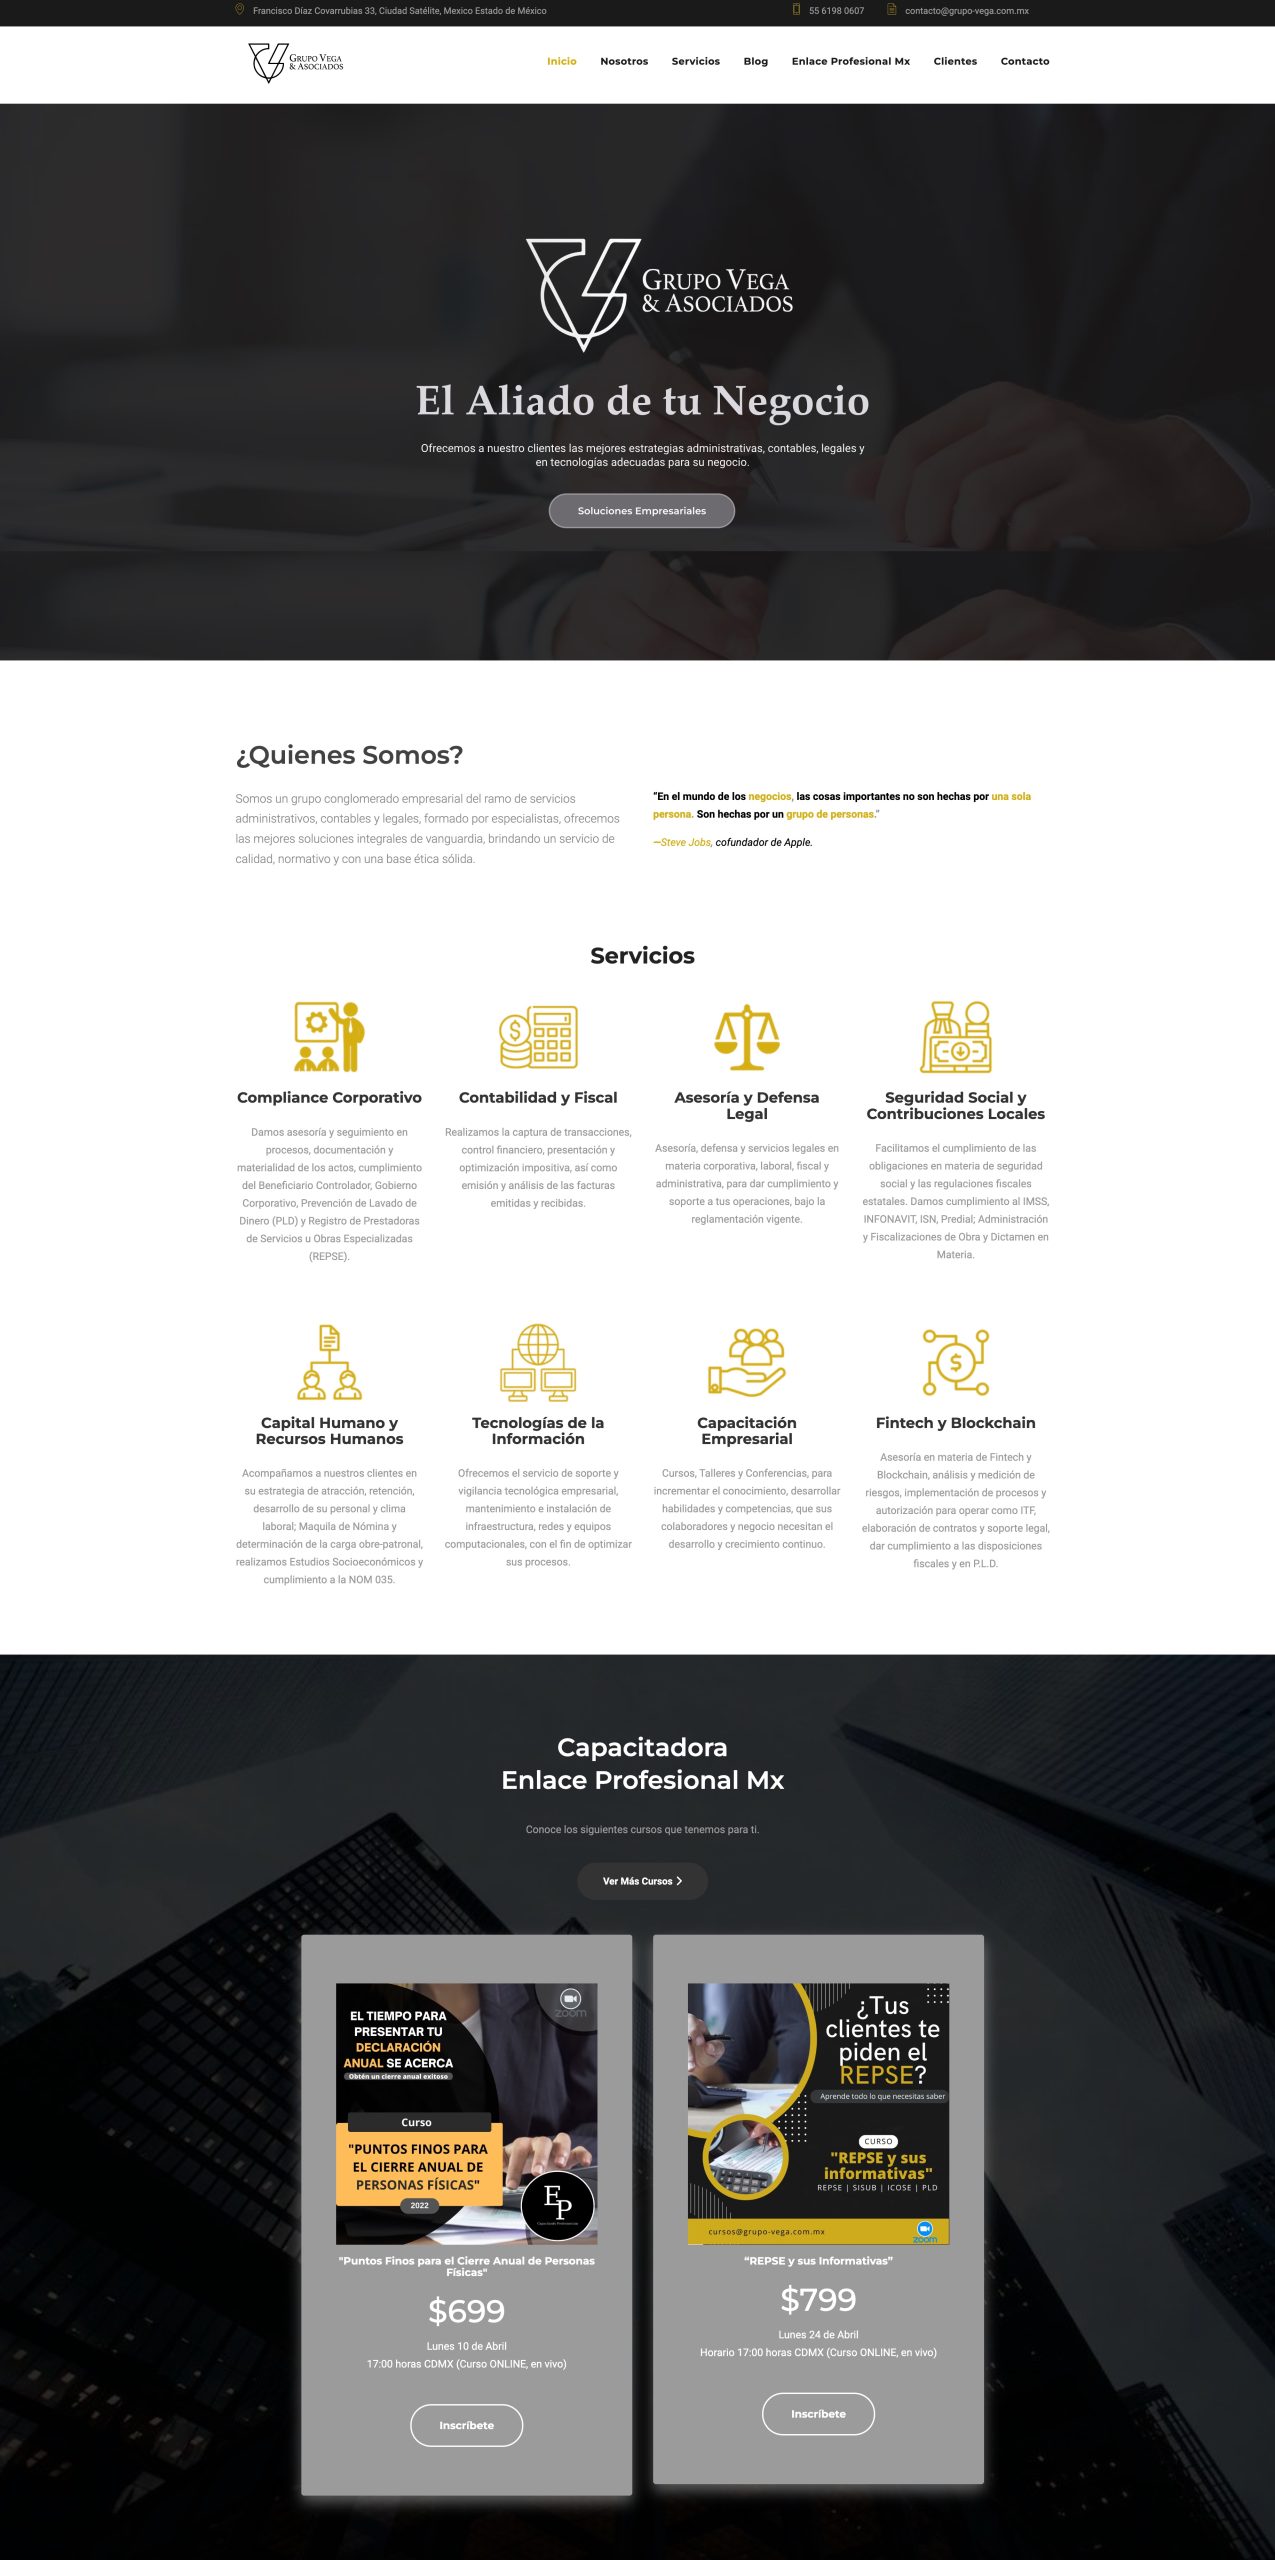 Francisco Díaz Covarrubias 33, Ciudad Satélite, Mexico Estado de México
55 6198 0607
contacto@grupo-vega.com.mx
GRUPO VEGA
& ASOCIADOS
Inicio
Nosotros
Servicios
Blog
Enlace Profesional Mx
Clientes
Contacto
GRUPO VEGA
& ASOCIADOS
El Aliado de tu Negocio
Ofrecemos a nuestro clientes las mejores estrategias administrativas, contables, legales y
en tecnologías adecuadas para su negocio.
Soluciones Empresariales
¿Quienes Somos?
Somos un grupo conglomerado empresarial del ramo de servicios
administrativos, contables y legales, formado por especialistas, ofrecemos
las mejores soluciones integrales de vanguardia, brindando un servicio de
calidad, normativo y con una base ética sólida.
“En el mundo de los negocios, las cosas importantes no son hechas por una sola
persona. Son hechas por un grupo de personas.”
—Steve Jobs, cofundador de Apple.
Servicios
Compliance Corporativo
Damos asesoría y seguimiento en
procesos, documentación y
materialidad de los actos, cumplimiento
del Beneficiario Controlador, Gobierno
Corporativo, Prevención de Lavado de
Dinero (PLD) y Registro de Prestadoras
de Servicios u Obras Especializadas
(REPSE).
Contabilidad y Fiscal
Realizamos la captura de transacciones,
control financiero, presentación y
optimización impositiva, así como
emisión y análisis de las facturas
emitidas y recibidas.
Asesoría y Defensa
Legal
Asesoría, defensa y servicios legales en
materia corporativa, laboral, fiscal y
administrativa, para dar cumplimiento y
soporte a tus operaciones, bajo la
reglamentación vigente.
Seguridad Social y
Contribuciones Locales
Facilitamos el cumplimiento de las
obligaciones en materia de seguridad
social y las regulaciones fiscales
estatales. Damos cumplimiento al IMSS,
INFONAVIT, ISN, Predial; Administración
y Fiscalizaciones de Obra y Dictamen en
Materia.
Capital Humano y
Recursos Humanos
Acompañamos a nuestros clientes en
su estrategia de atracción, retención,
desarrollo de su personal y clima
laboral; Maquila de Nómina y
determinación de la carga obre-patronal,
realizamos Estudios Socioeconómicos y
cumplimiento a la NOM 035.
Tecnologías de la
Información
Ofrecemos el servicio de soporte y
vigilancia tecnológica empresarial,
mantenimiento e instalación de
infraestructura, redes y equipos
computacionales, con el fin de optimizar
sus procesos.
Capacitación
Empresarial
Cursos, Talleres y Conferencias, para
incrementar el conocimiento, desarrollar
habilidades y competencias, que sus
colaboradores y negocio necesitan el
desarrollo y crecimiento continuo.
Fintech y Blockchain
Asesoría en materia de Fintech y
Blockchain, análisis y medición de
riesgos, implementación de procesos y
autorización para operar como ITF,
elaboración de contratos y soporte legal,
dar cumplimiento a las disposiciones
fiscales y en P.L.D.
Capacitadora
Enlace Profesional Mx
Conoce los siguientes cursos que tenemos para ti.
Ver Más Cursos
zoom
EL TIEMPO PARA
PRESENTAR TU
DECLARACIÓN
ANUAL SE ACERCA
Obtén un cierre anual exitoso
Curso
"PUNTOS FINOS PARA
EL CIERRE ANUAL DE
PERSONAS FÍSICAS"
2022
EP
"Puntos Finos para el Cierre Anual de Personas
Físicas"
$699
Lunes 10 de Abril
17:00 horas CDMX (Curso ONLINE, en vivo)
Inscríbete
¿Tus
clientes te
piden el
REPSE?
Aprende todo lo que necesitas saber
CURSO
"REPSE y sus
informativas"
REPSE | SISUB | ICOSE | PLD
cursos@grupo-vega.com.mx
zoom
“REPSE y sus Informativas”
$799
Lunes 24 de Abril
Horario 17:00 horas CDMX (Curso ONLINE, en vivo)
Inscríbete